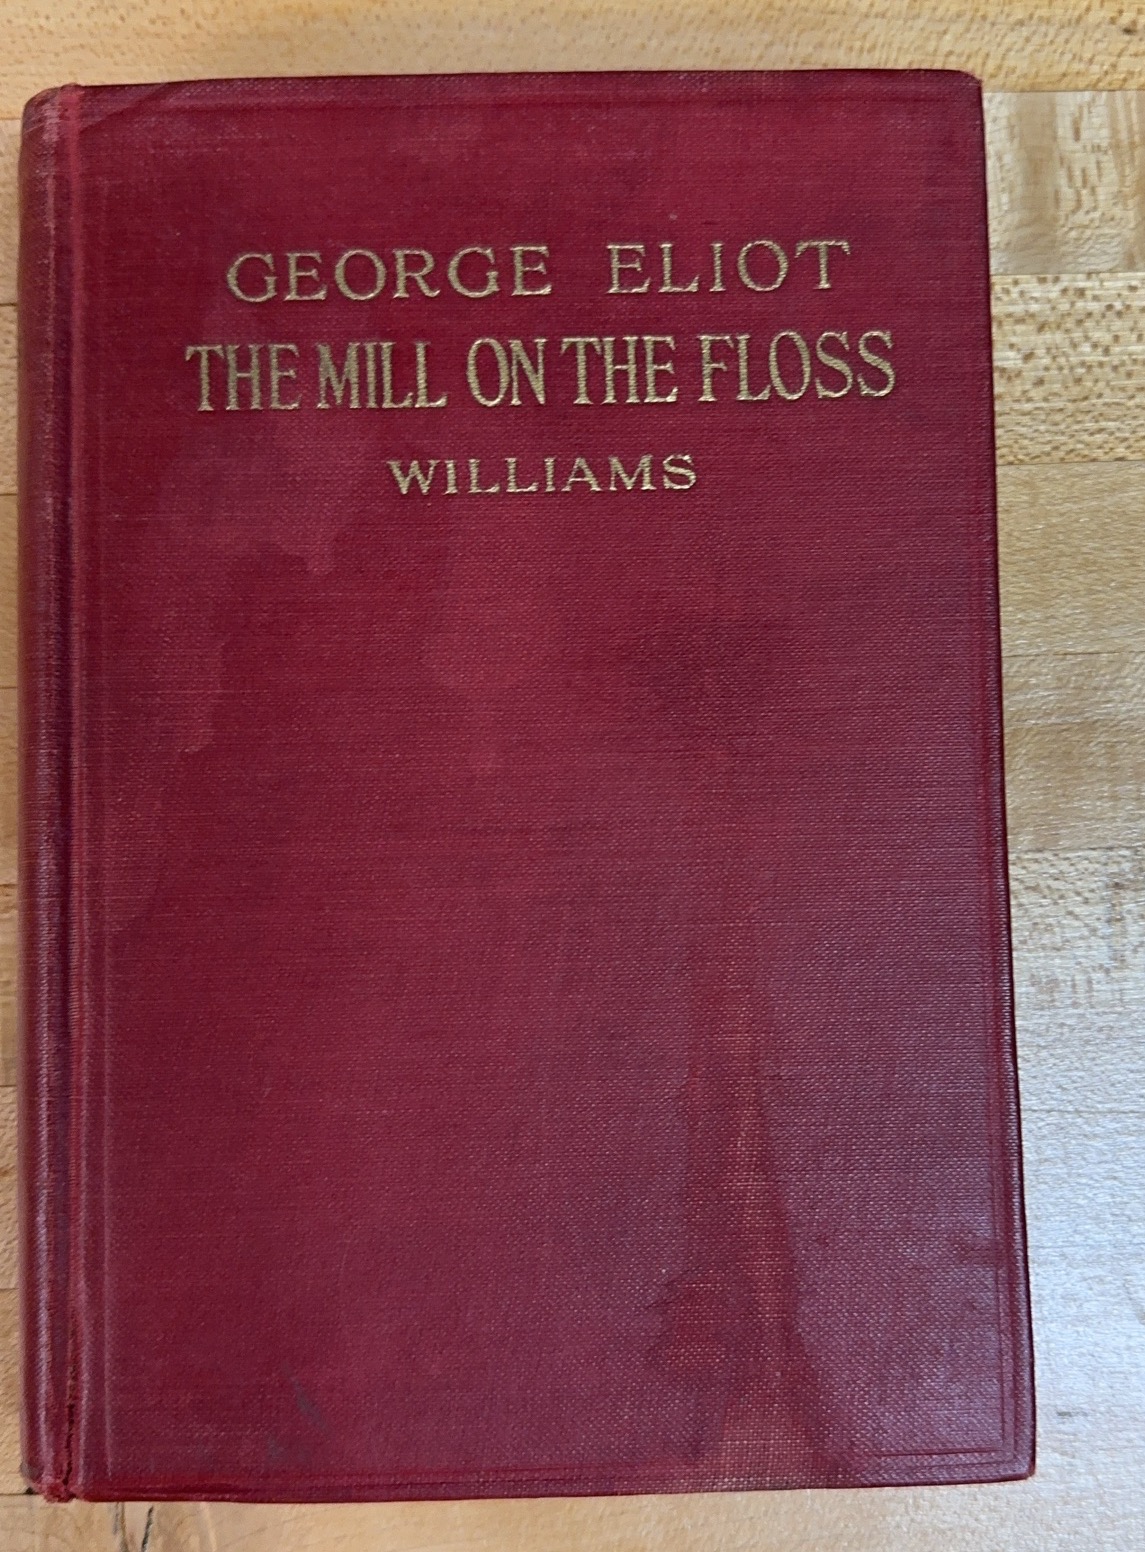 GEORGE ELIOT
THE MILL ON THE FLOSS
WILLIAMS